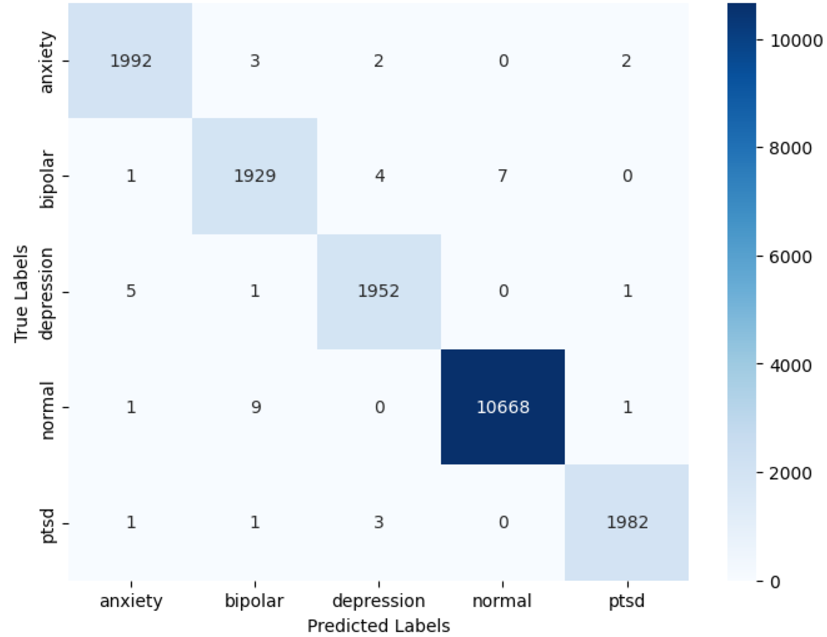 True Labels
anxiety 1992 3 2 0 2
bipolar 1 1929 4 7 0
depression 5 1 1952 0 1
normal 1 9 0 10668 1
ptsd 1 1 3 0 1982
anxiety bipolar depression normal ptsd
Predicted Labels
10000
8000
6000
4000
2000
0